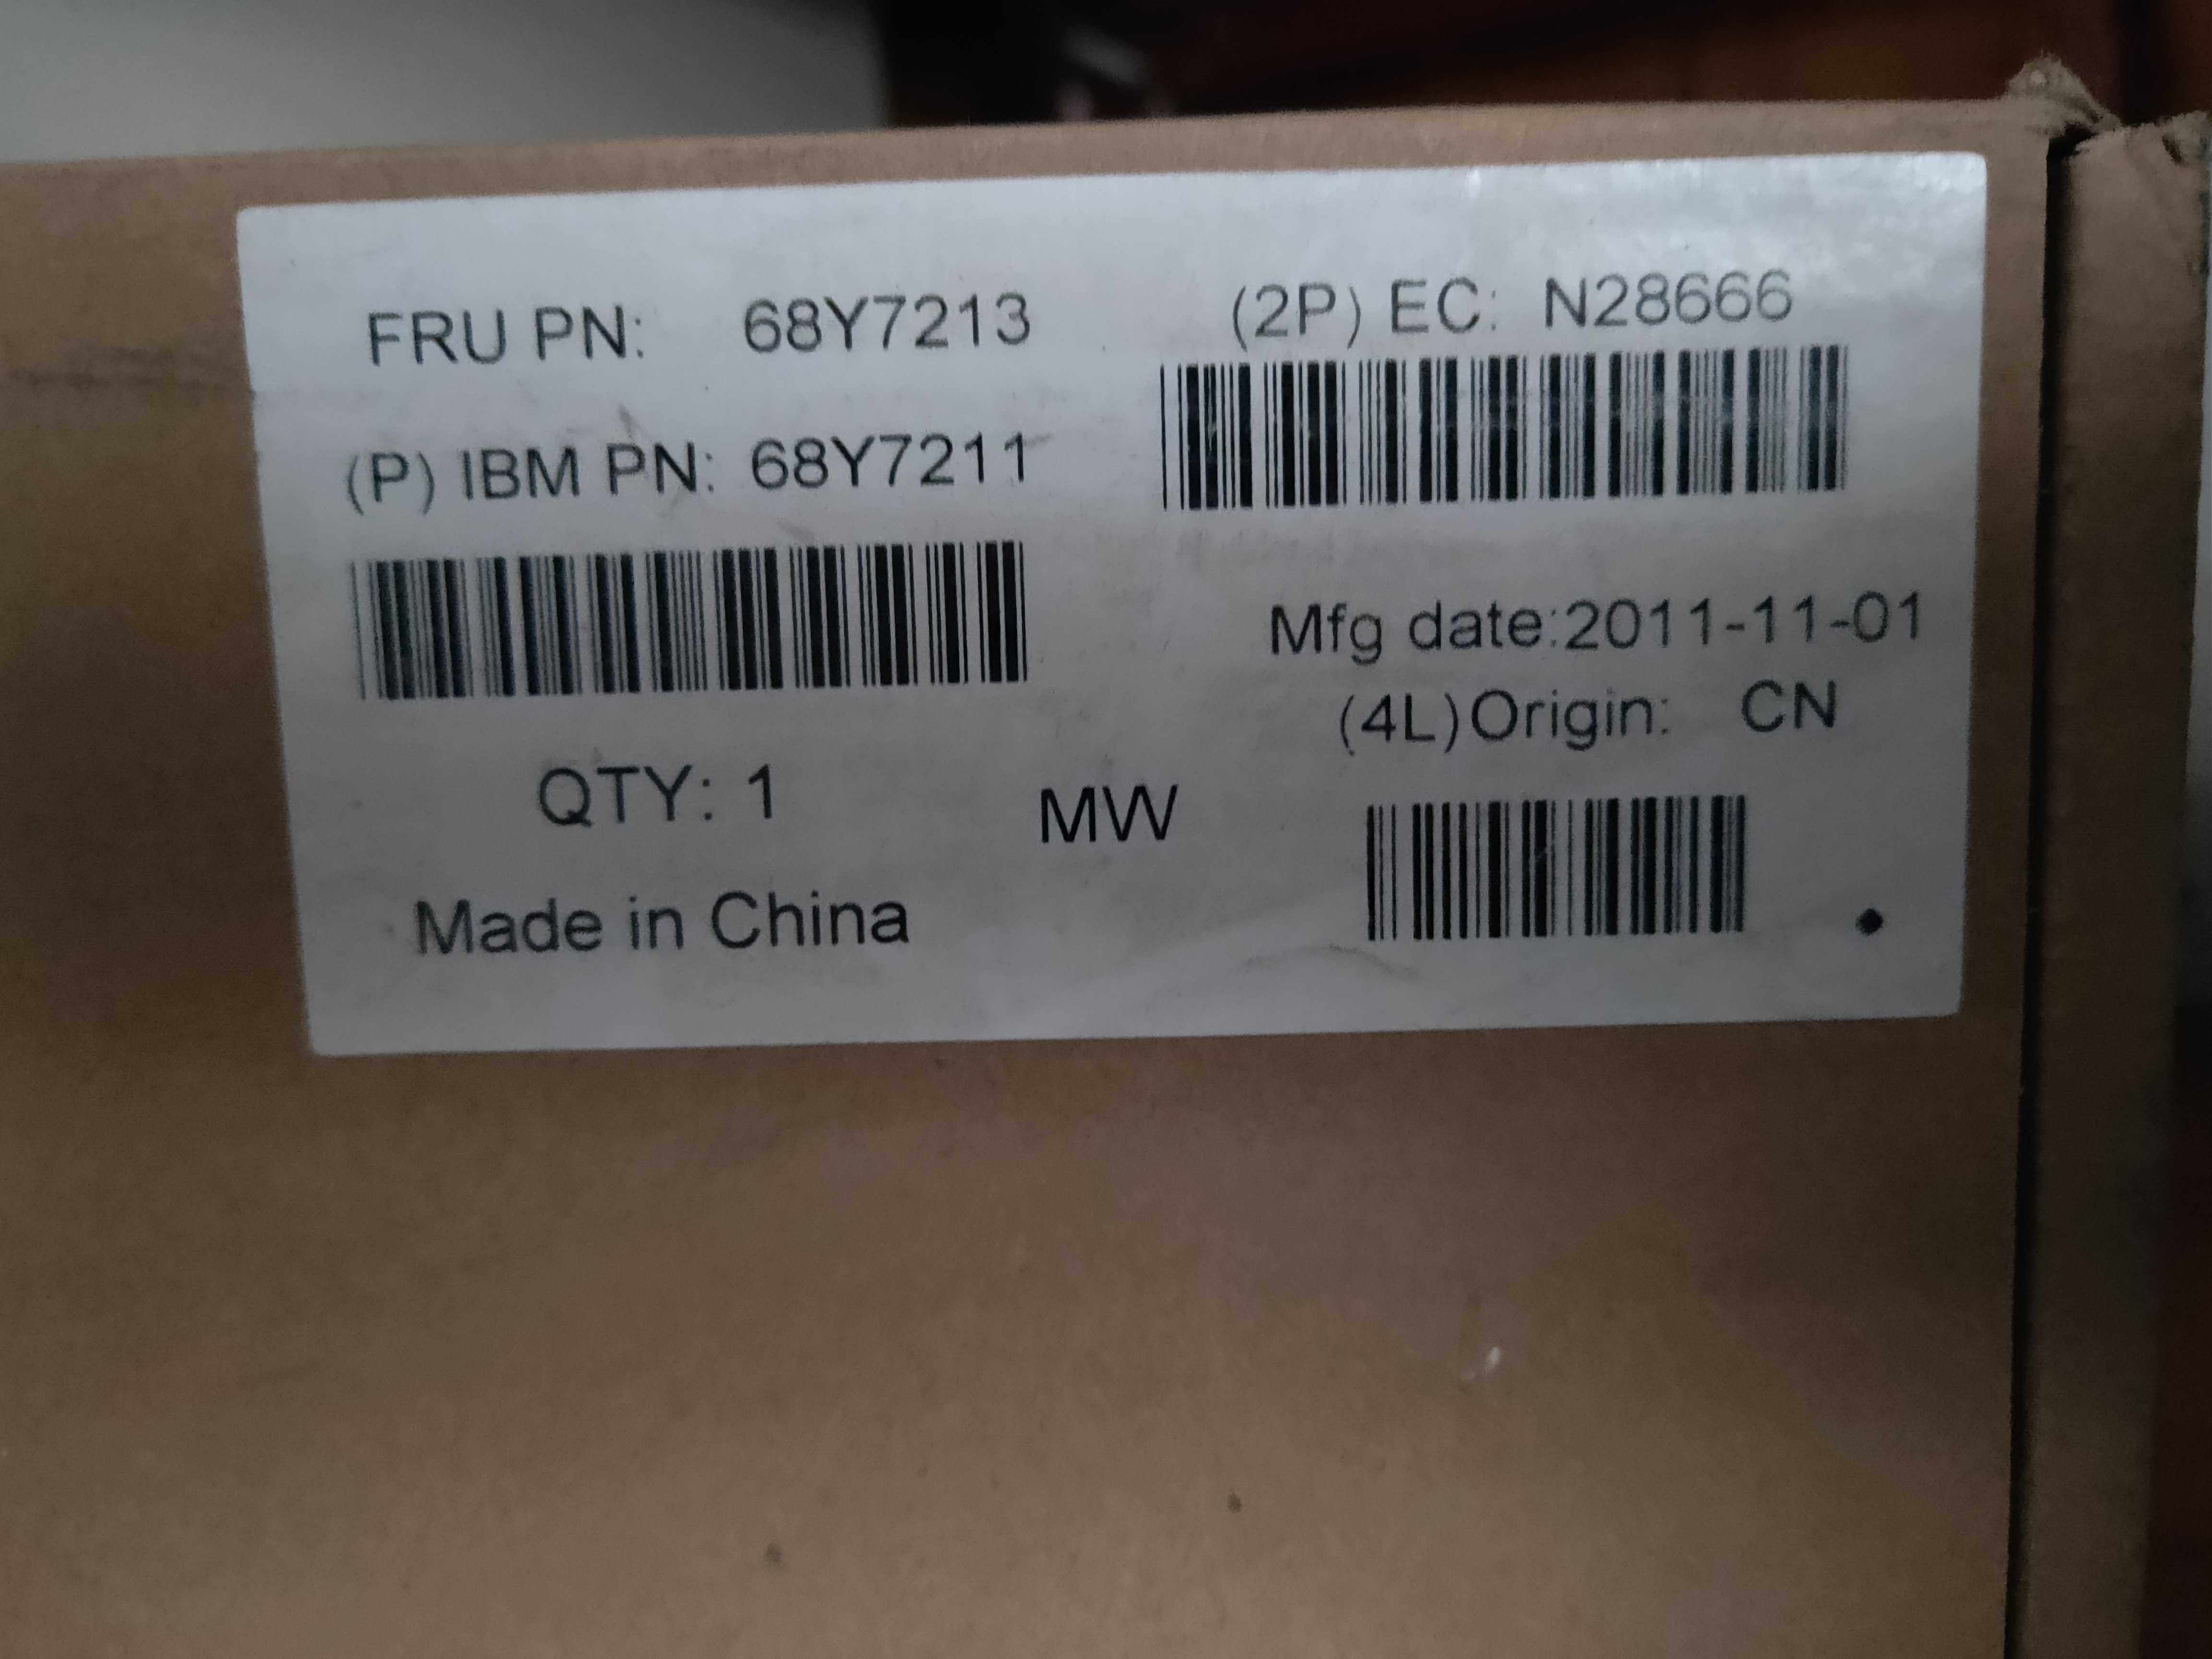 FRU PN: 68Y7213
(2P) EC: N28666
(P) IBM PN: 68Y7211
Mfg date:2011-11-01
(4L)Origin: CN
QTY: 1
MW
Made in China